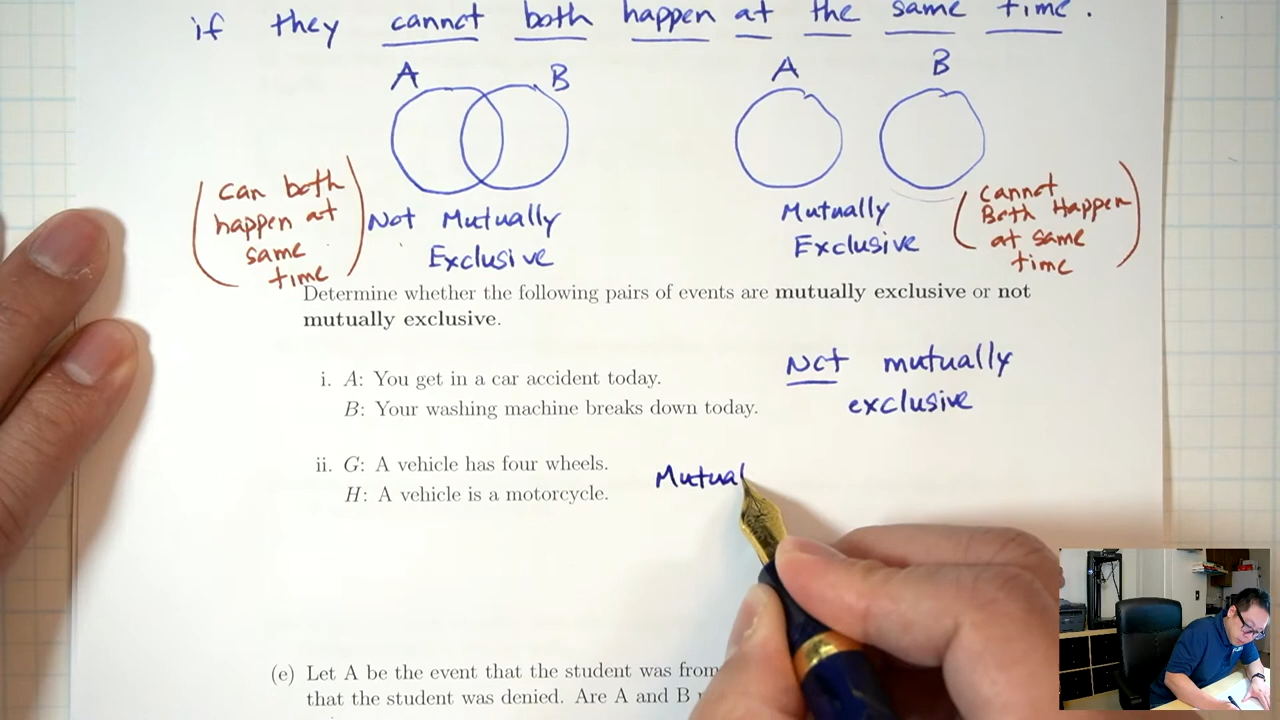 if they cannot both happen at the same time.
A B A B
(can both happen at same time)
Not Mutually Exclusive
Mutually Exclusive
(cannot Both Happen at same time)
Determine whether the following pairs of events are mutually exclusive or not
mutually exclusive.
i. A: You get in a car accident today.
B: Your washing machine breaks down today.
Not mutually
exclusive
ii. G: A vehicle has four wheels.
H: A vehicle is a motorcycle.
Mutual
(e) Let A be the event that the student was from
that the student was denied. Are A and B